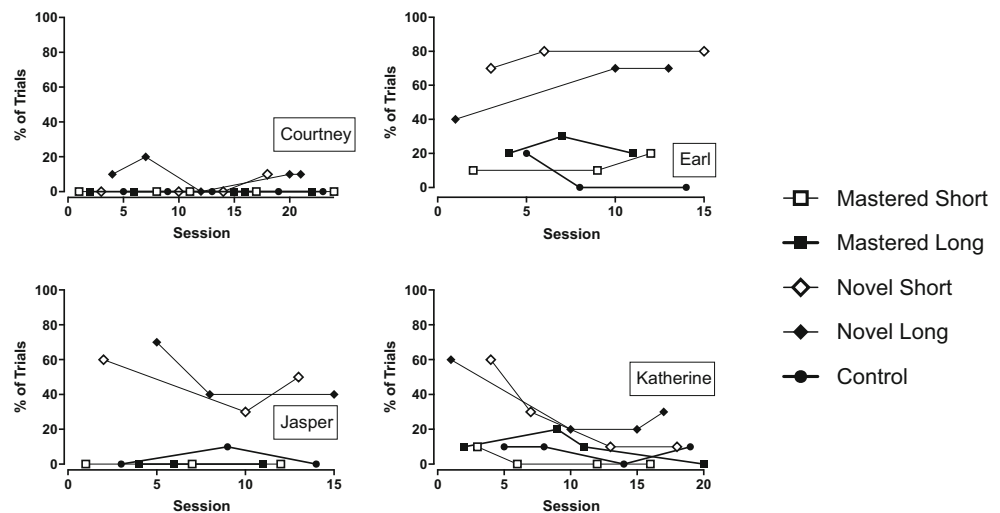 100
80
60
40
20
0
% of Trials
Courtney
0 5 10 15 20
Session
100
80
60
40
20
0
% of Trials
Earl
0 5 10 15
Session
100
80
60
40
20
0
% of Trials
Jasper
0 5 10 15
Session
100
80
60
40
20
0
% of Trials
Katherine
0 5 10 15 20
Session
Mastered Short
Mastered Long
Novel Short
Novel Long
Control